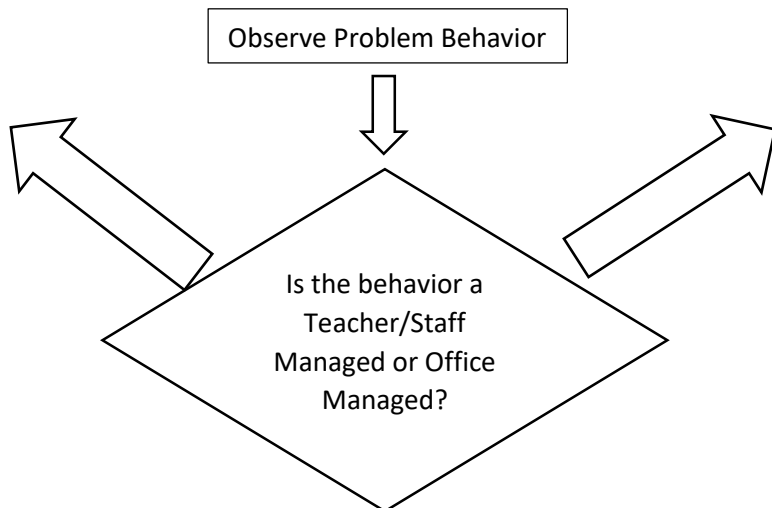 Observe Problem Behavior
Is the behavior a
Teacher/Staff
Managed or Office
Managed?